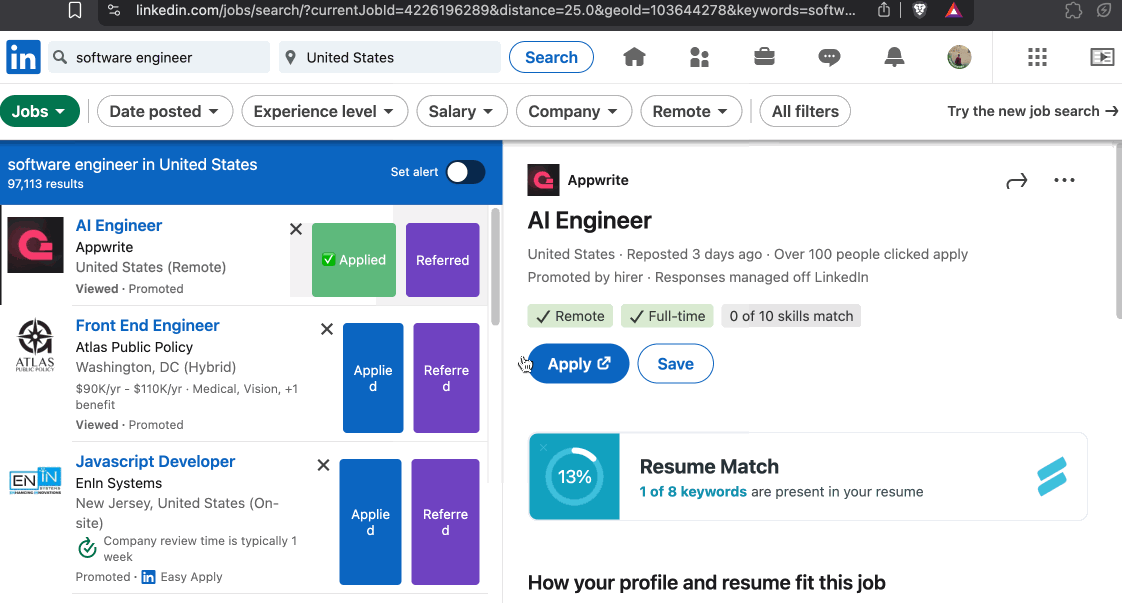 linkedin.com/jobs/search/?currentJobId=4226196289&distance=25.0&geoId=103644278&keywords=softw...
in
software engineer
United States
Search
Jobs
Date posted
Experience level
Salary
Company
Remote
All filters
Try the new job search →
software engineer in United States
97,113 results
Set alert
AI Engineer
Appwrite
United States (Remote)
Viewed · Promoted
✅ Applied
Referred
Front End Engineer
Atlas Public Policy
Washington, DC (Hybrid)
$90K/yr - $110K/yr · Medical, Vision, +1
benefit
Viewed · Promoted
Applie
d
Referre
d
ATLAS
PUBLIC POLICY
Javascript Developer
EnIn Systems
New Jersey, United States (On-
site)
Company review time is typically 1
week
Promoted · in Easy Apply
Applie
d
Referre
d
EN IN
SYSTEMS
ENHANCING INNOVATIONS
Appwrite
AI Engineer
United States · Reposted 3 days ago · Over 100 people clicked apply
Promoted by hirer · Responses managed off LinkedIn
✓ Remote
✓ Full-time
0 of 10 skills match
Apply
Save
13%
Resume Match
1 of 8 keywords are present in your resume
How your profile and resume fit this job